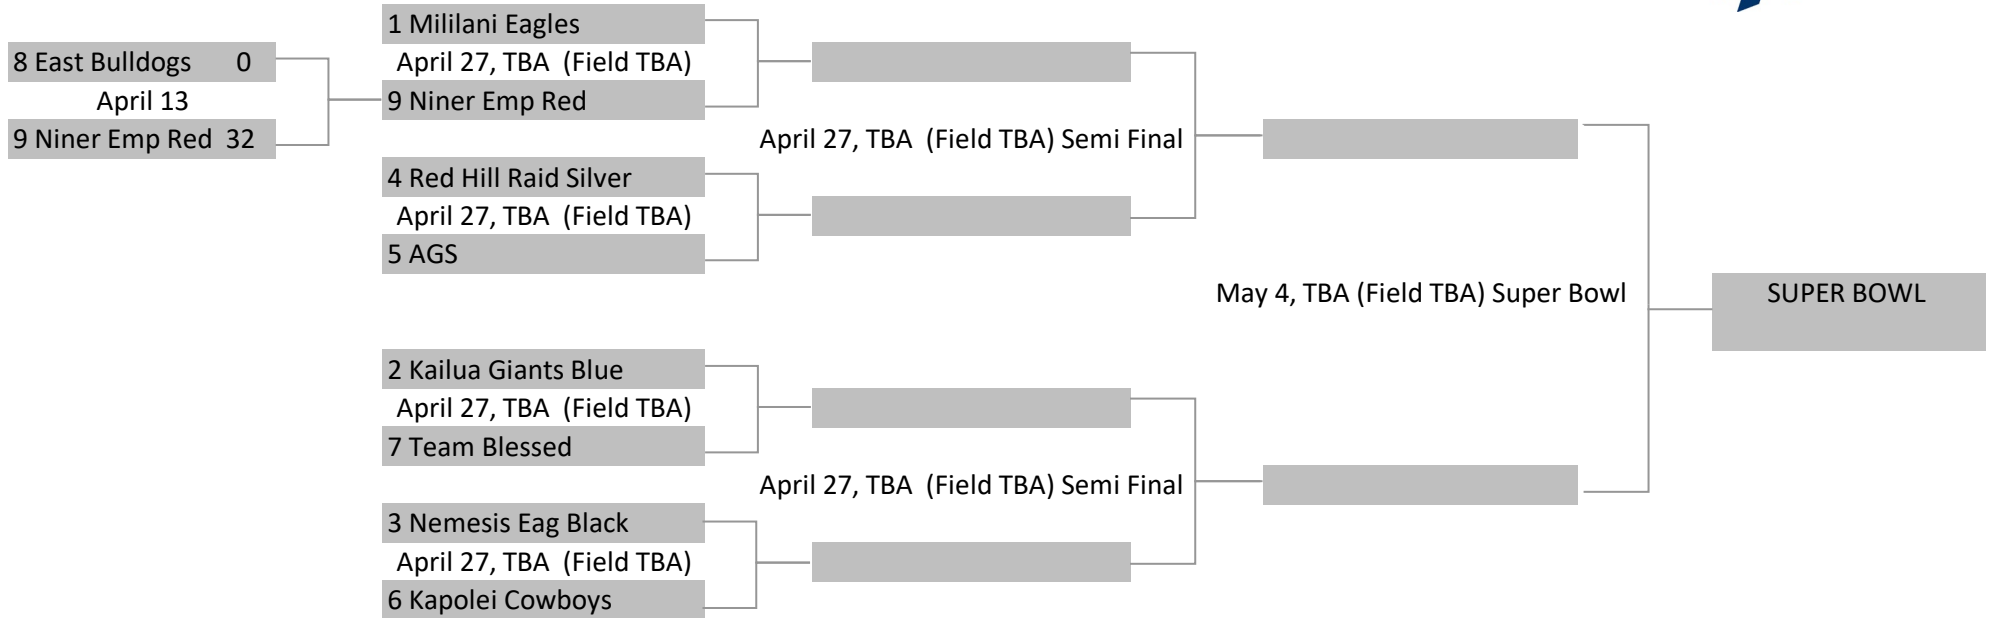 8 East Bulldogs 0
April 13
9 Niner Emp Red 32
1 Mililani Eagles
April 27, TBA (Field TBA)
9 Niner Emp Red
April 27, TBA (Field TBA) Semi Final
4 Red Hill Raid Silver
April 27, TBA (Field TBA)
5 AGS
May 4, TBA (Field TBA) Super Bowl
SUPER BOWL
2 Kailua Giants Blue
April 27, TBA (Field TBA)
7 Team Blessed
April 27, TBA (Field TBA) Semi Final
3 Nemesis Eag Black
April 27, TBA (Field TBA)
6 Kapolei Cowboys